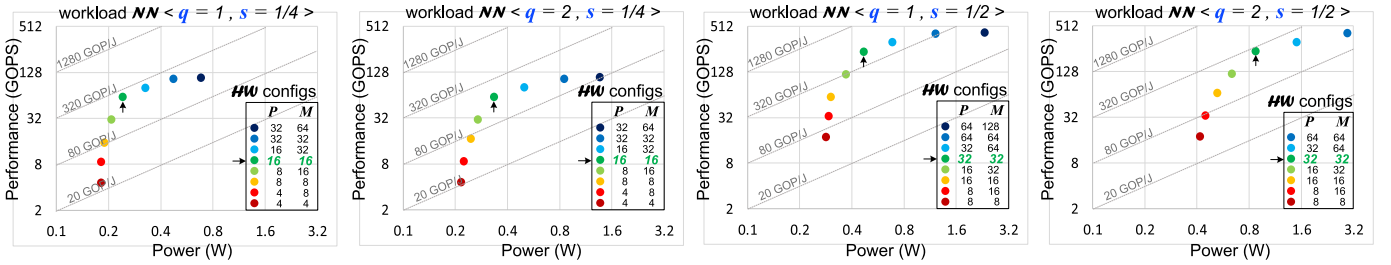 workload NN < q = 1 , s = 1/4 >
Performance (GOPS)
512
128
32
8
2
1280 GOP/J
320 GOP/J
80 GOP/J
20 GOP/J
HW configs
P M
32 64
32 32
16 32
16 16
8 16
8 8
4 8
4 4
0.1 0.2 0.4 0.8 1.6 3.2
Power (W)
workload NN < q = 2 , s = 1/4 >
Performance (GOPS)
512
128
32
8
2
1280 GOP/J
320 GOP/J
80 GOP/J
20 GOP/J
HW configs
P M
32 64
32 32
16 32
16 16
8 16
8 8
4 8
4 4
0.1 0.2 0.4 0.8 1.6 3.2
Power (W)
workload NN < q = 1 , s = 1/2 >
Performance (GOPS)
512
128
32
8
2
1280 GOP/J
320 GOP/J
80 GOP/J
20 GOP/J
HW configs
P M
64 128
64 64
32 64
32 32
16 32
16 16
8 16
8 8
0.1 0.2 0.4 0.8 1.6 3.2
Power (W)
workload NN < q = 2 , s = 1/2 >
Performance (GOPS)
512
128
32
8
2
1280 GOP/J
320 GOP/J
80 GOP/J
20 GOP/J
HW configs
P M
64 64
32 64
32 32
16 32
16 16
8 16
8 8
0.1 0.2 0.4 0.8 1.6 3.2
Power (W)